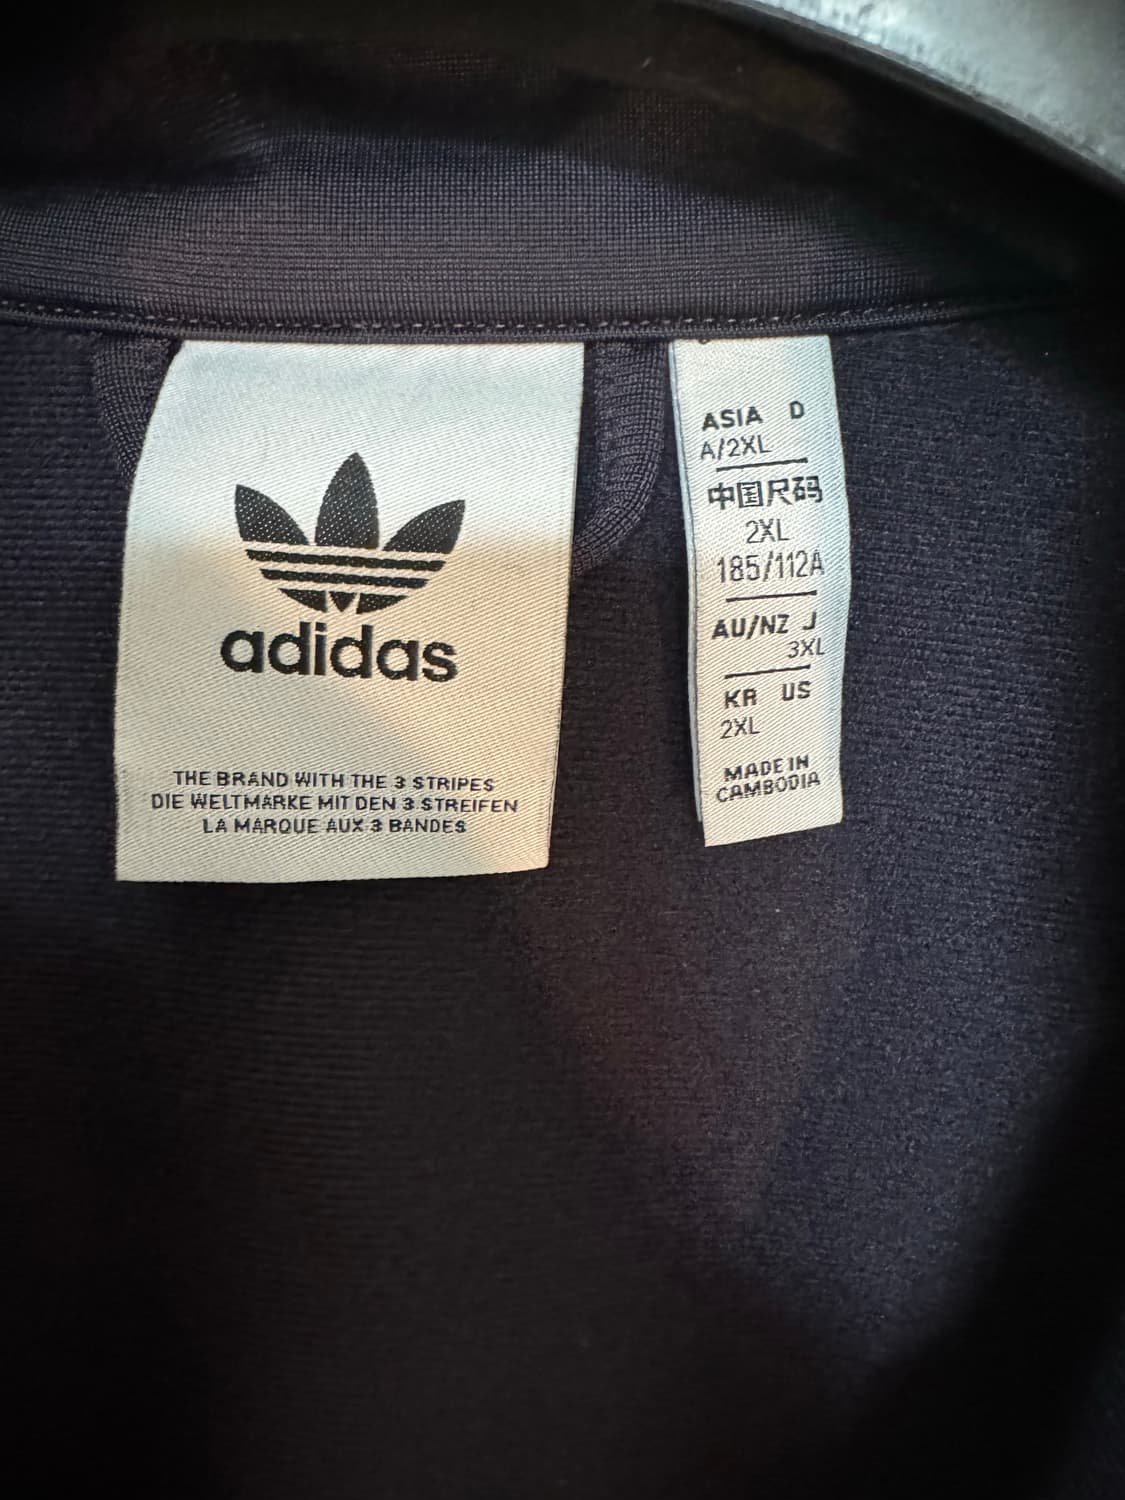 adidas
THE BRAND WITH THE 3 STRIPES
DIE WELTMARKE MIT DEN 3 STREIFEN
LA MARQUE AUX 3 BANDES
ASIA D
A/2XL
中国尺码
2XL
185/112A
AU/NZ J
3XL
KR US
2XL
MADE IN
CAMBODIA